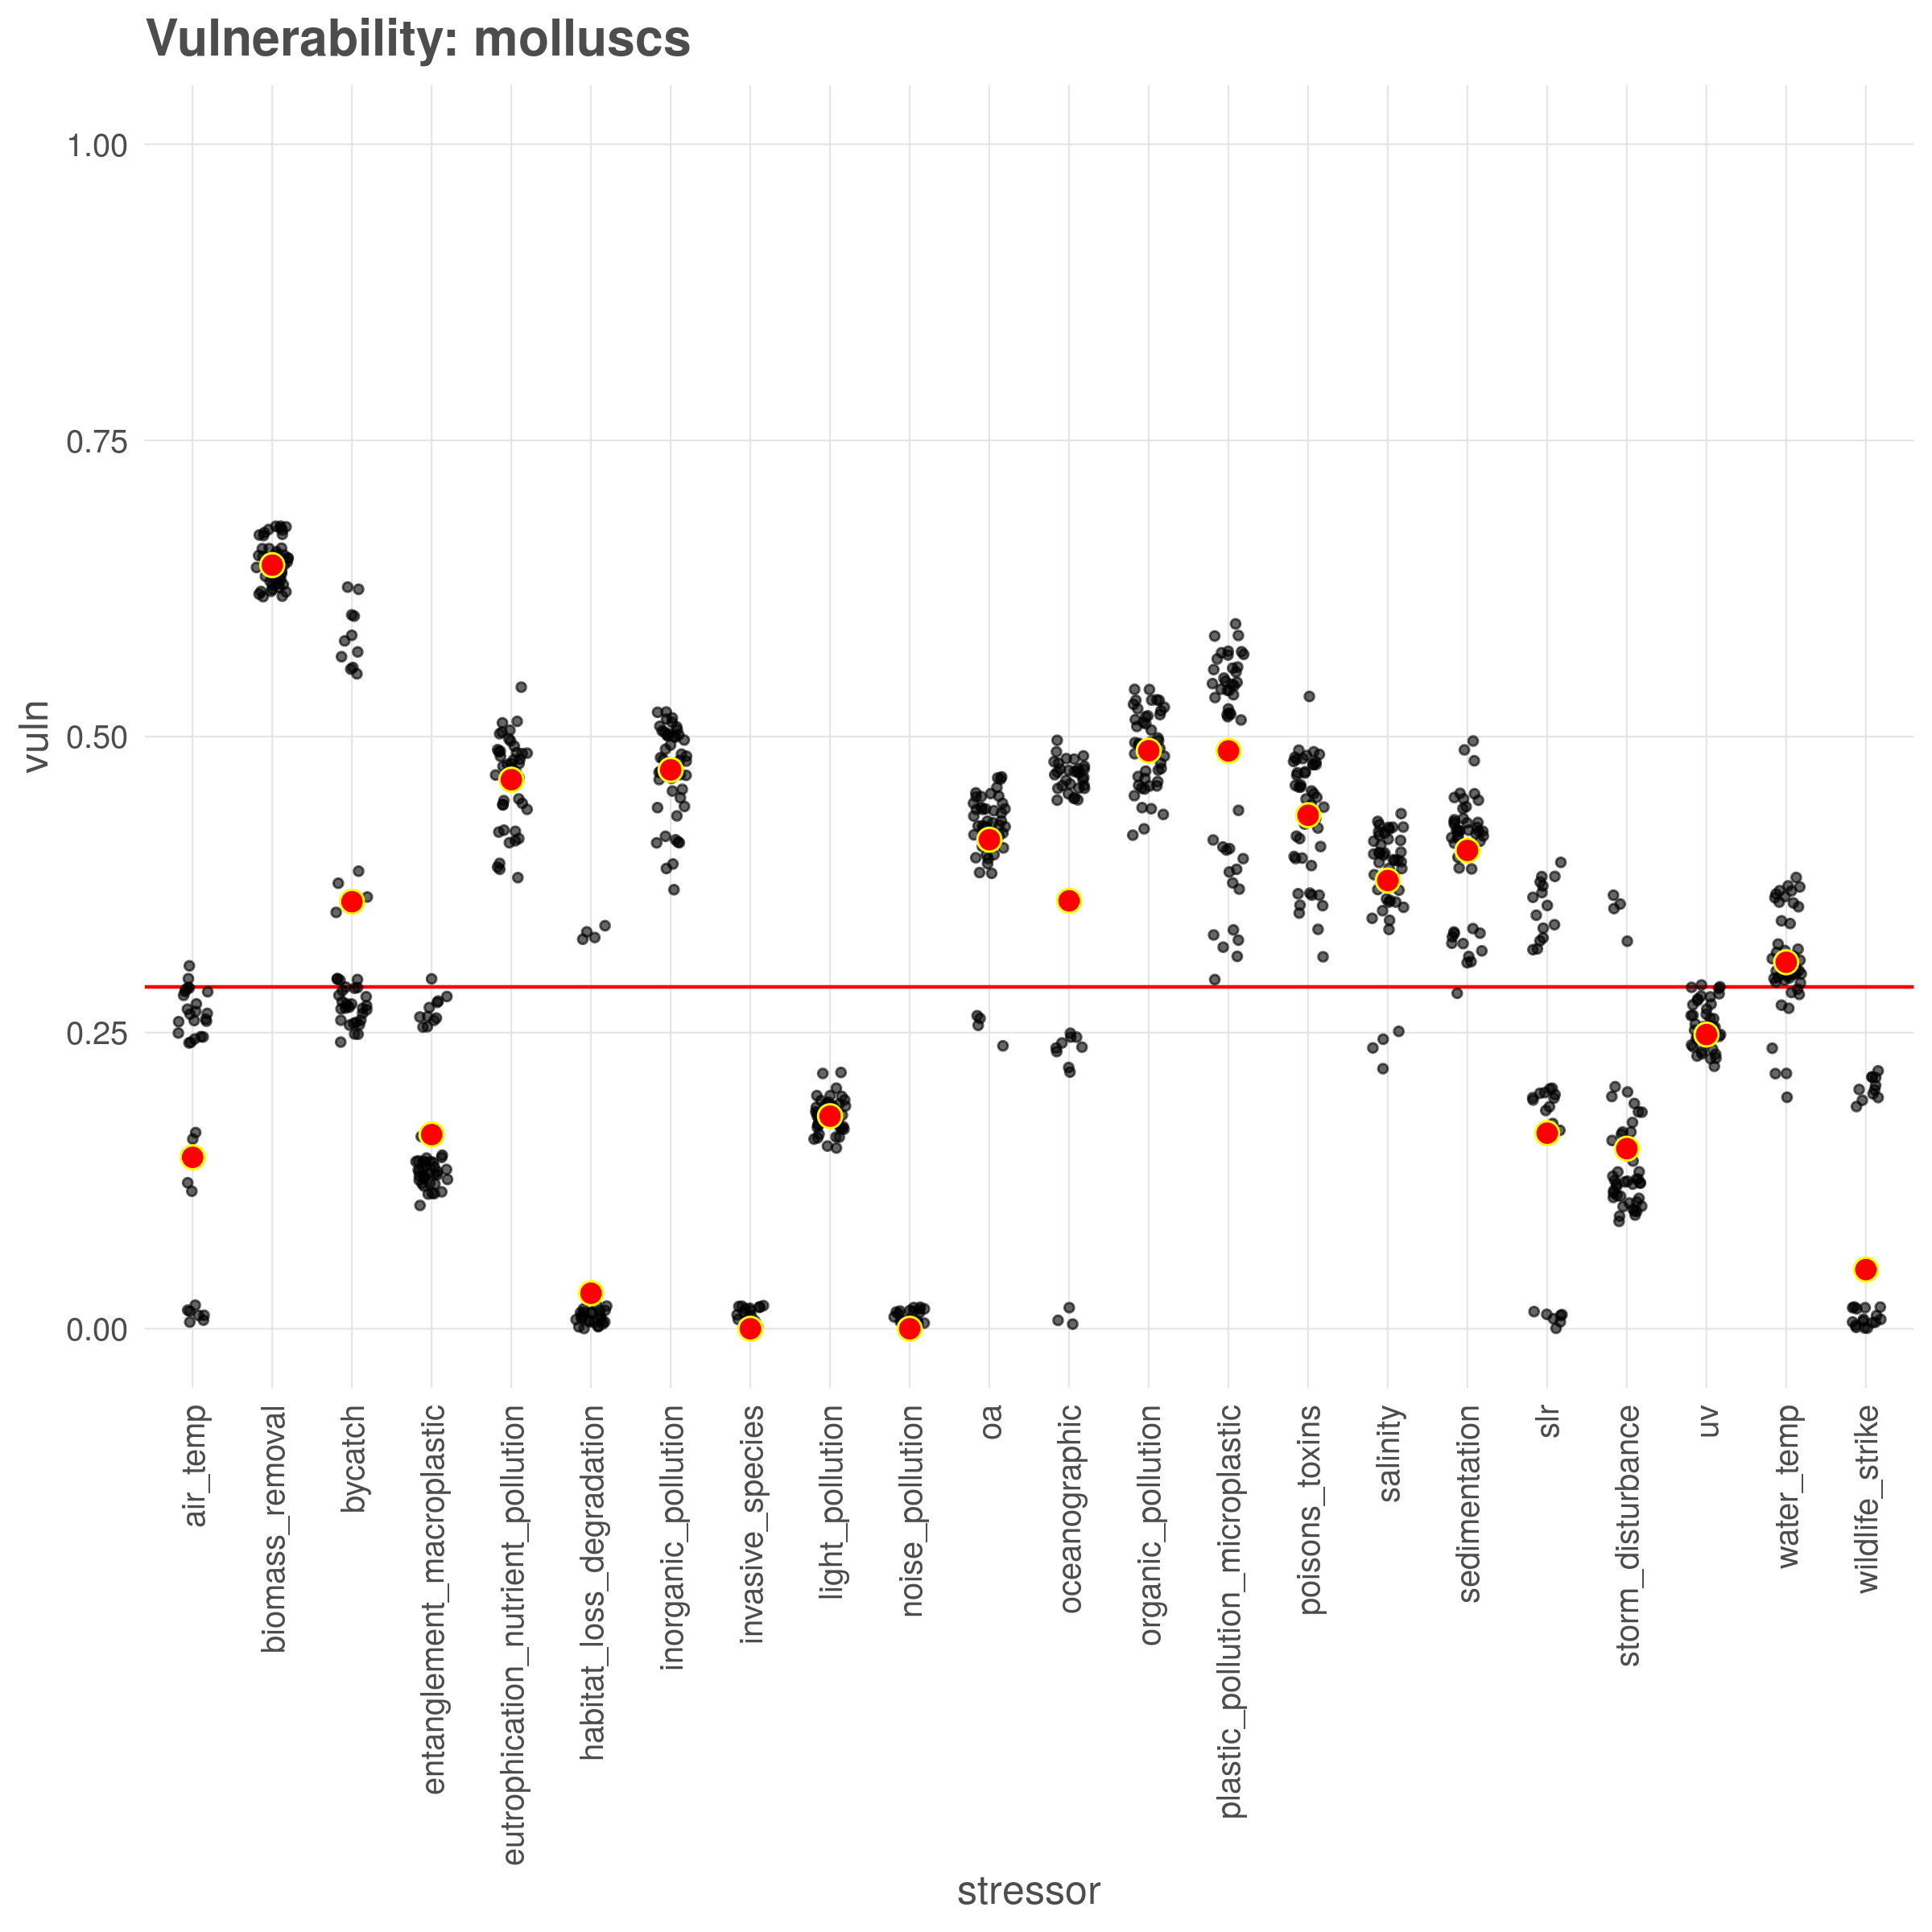 Vulnerability: molluscs
vuln
1.00
0.75
0.50
0.25
0.00
air_temp
biomass_removal
bycatch
entanglement_macroplastic
eutrophication_nutrient_pollution
habitat_loss_degradation
inorganic_pollution
invasive_species
light_pollution
noise_pollution
oa
oceanographic
organic_pollution
plastic_pollution_microplastic
poisons_toxins
salinity
sedimentation
slr
storm_disturbance
uv
water_temp
wildlife_strike
stressor